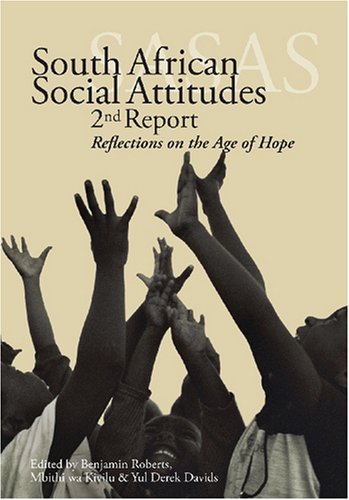 SASAS
South African
Social Attitudes
2nd Report
Reflections on the Age of Hope
Edited by Benjamin Roberts,
Mbithi wa Kivilu & Yul Derek Davids